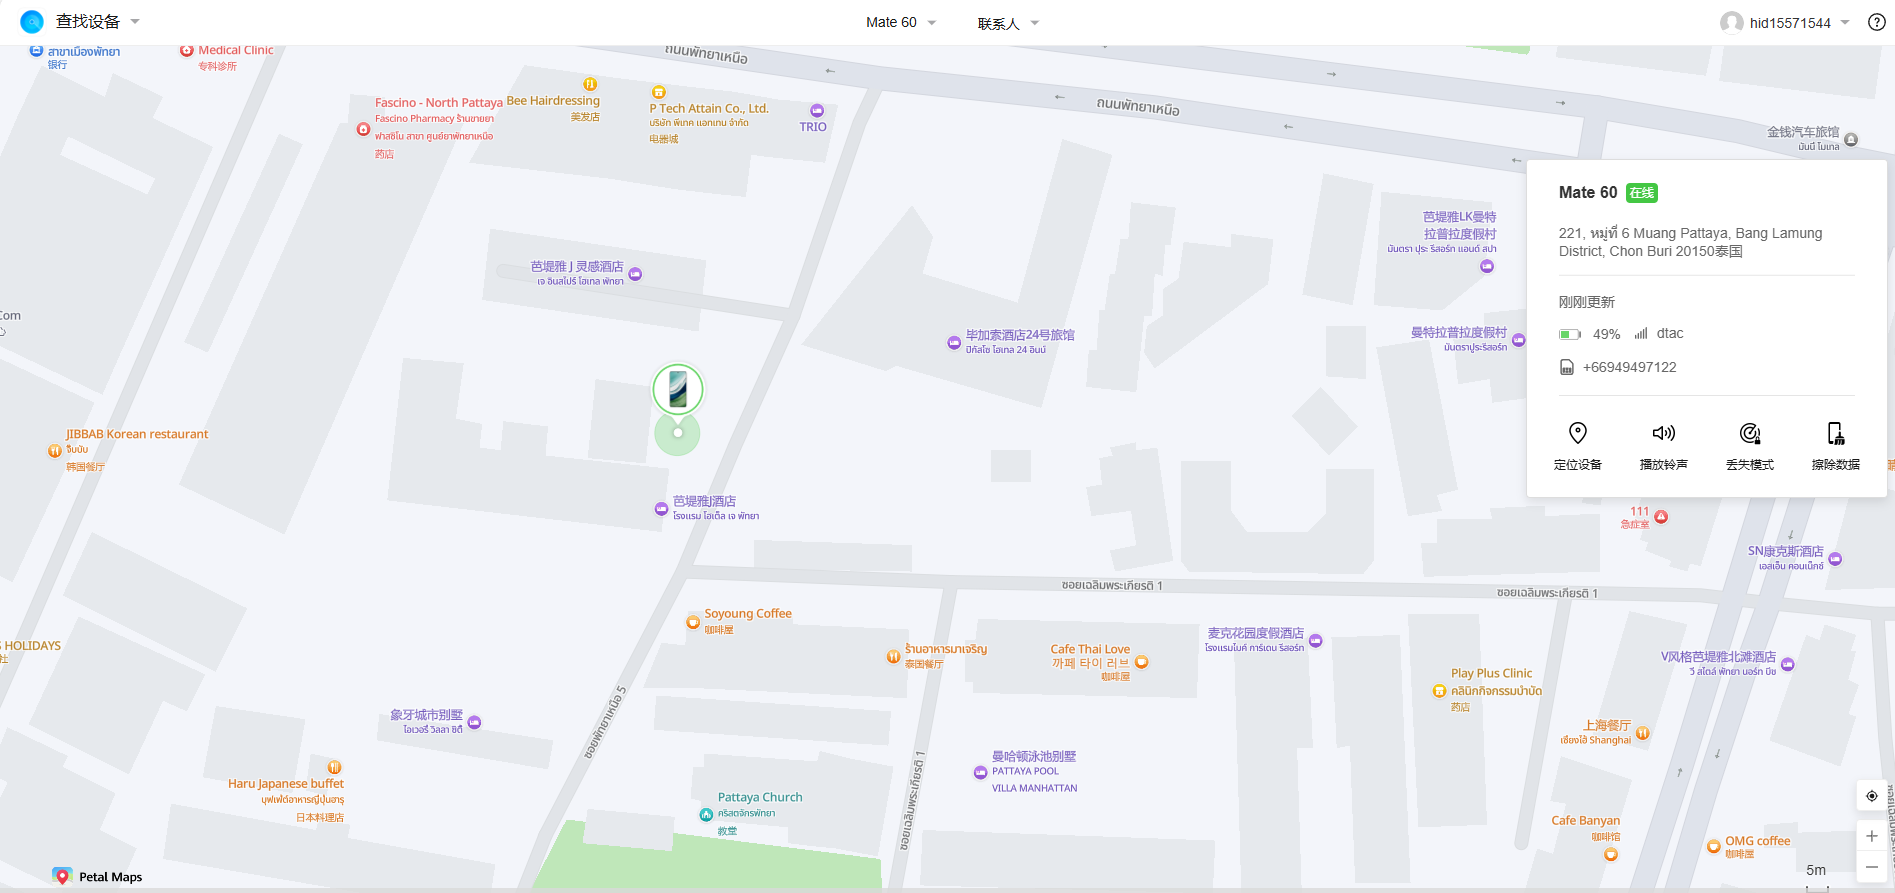 查找设备
Mate 60
联系人
hid15571544
สาขาเมืองพัทยา
银行
Medical Clinic
专科诊所
ถนนพัทยาเหนือ
Fascino - North Pattaya
Fascino Pharmacy ร้านขายยา
ฟาสซิโน สาขา ศูนย์ยาพัทยาเหนือ
药店
Bee Hairdressing
美发店
P Tech Attain Co., Ltd.
บริษัท พีเทค แอทเทน จำกัด
电器城
TRIO
ถนนพัทยาเหนือ
金钱汽车旅馆
มันนี่ โมเทล
Mate 60
在线
221, หมู่ที่ 6 Muang Pattaya, Bang Lamung
District, Chon Buri 20150泰国
刚刚更新
49%
dtac
+66949497122
定位设备
播放铃声
丢失模式
擦除数据
芭堤雅LK曼特
拉普拉度假村
มันตรา ปุระ รีสอร์ท แอนด์ สปา
芭堤雅 J 灵感酒店
เจ อินสไปร์ โฮเทล พัทยา
Com
毕加索酒店24号旅馆
ปิกัสโซ โฮเทล 24 อินน์
曼特拉普拉度假村
มันตราปุระรีสอร์ท
JIBBAB Korean restaurant
จิ๊บบับ
韩国餐厅
芭堤雅J酒店
โรงแรม โฮเต็ล เจ พัทยา
111
急症室
SN康克斯酒店
เอสเอ็น คอนเน็กซ์
ซอยเฉลิมพระเกียรติ 1
ซอยเฉลิมพระเกียรติ 1
Soyoung Coffee
咖啡屋
S HOLIDAYS
社
ร้านอาหารมาเจริญ
泰国餐厅
Cafe Thai Love
까페 타이 러브
咖啡屋
麦克花园度假酒店
โรงแรมไมค์ การ์เดน รีสอร์ท
V风格芭堤雅北滩酒店
วี สไตล์ พัทยา นอร์ท บีช
Play Plus Clinic
คลินิกกิจกรรมบำบัด
药店
象牙城市别墅
ไอเวอรี่ วิลลา ซิตี้
ซอยพัทยาเหนือ 5
上海餐厅
เซี่ยงไฮ้ Shanghai
曼哈顿泳池别墅
PATTAYA POOL
VILLA MANHATTAN
ซอยเฉลิมพระเกียรติ 1
Haru Japanese buffet
บุฟเฟ่ต์อาหารญี่ปุ่นฮารุ
日本料理店
Pattaya Church
คริสตจักรพัทยา
教堂
Cafe Banyan
咖啡馆
OMG coffee
咖啡屋
5m
Petal Maps